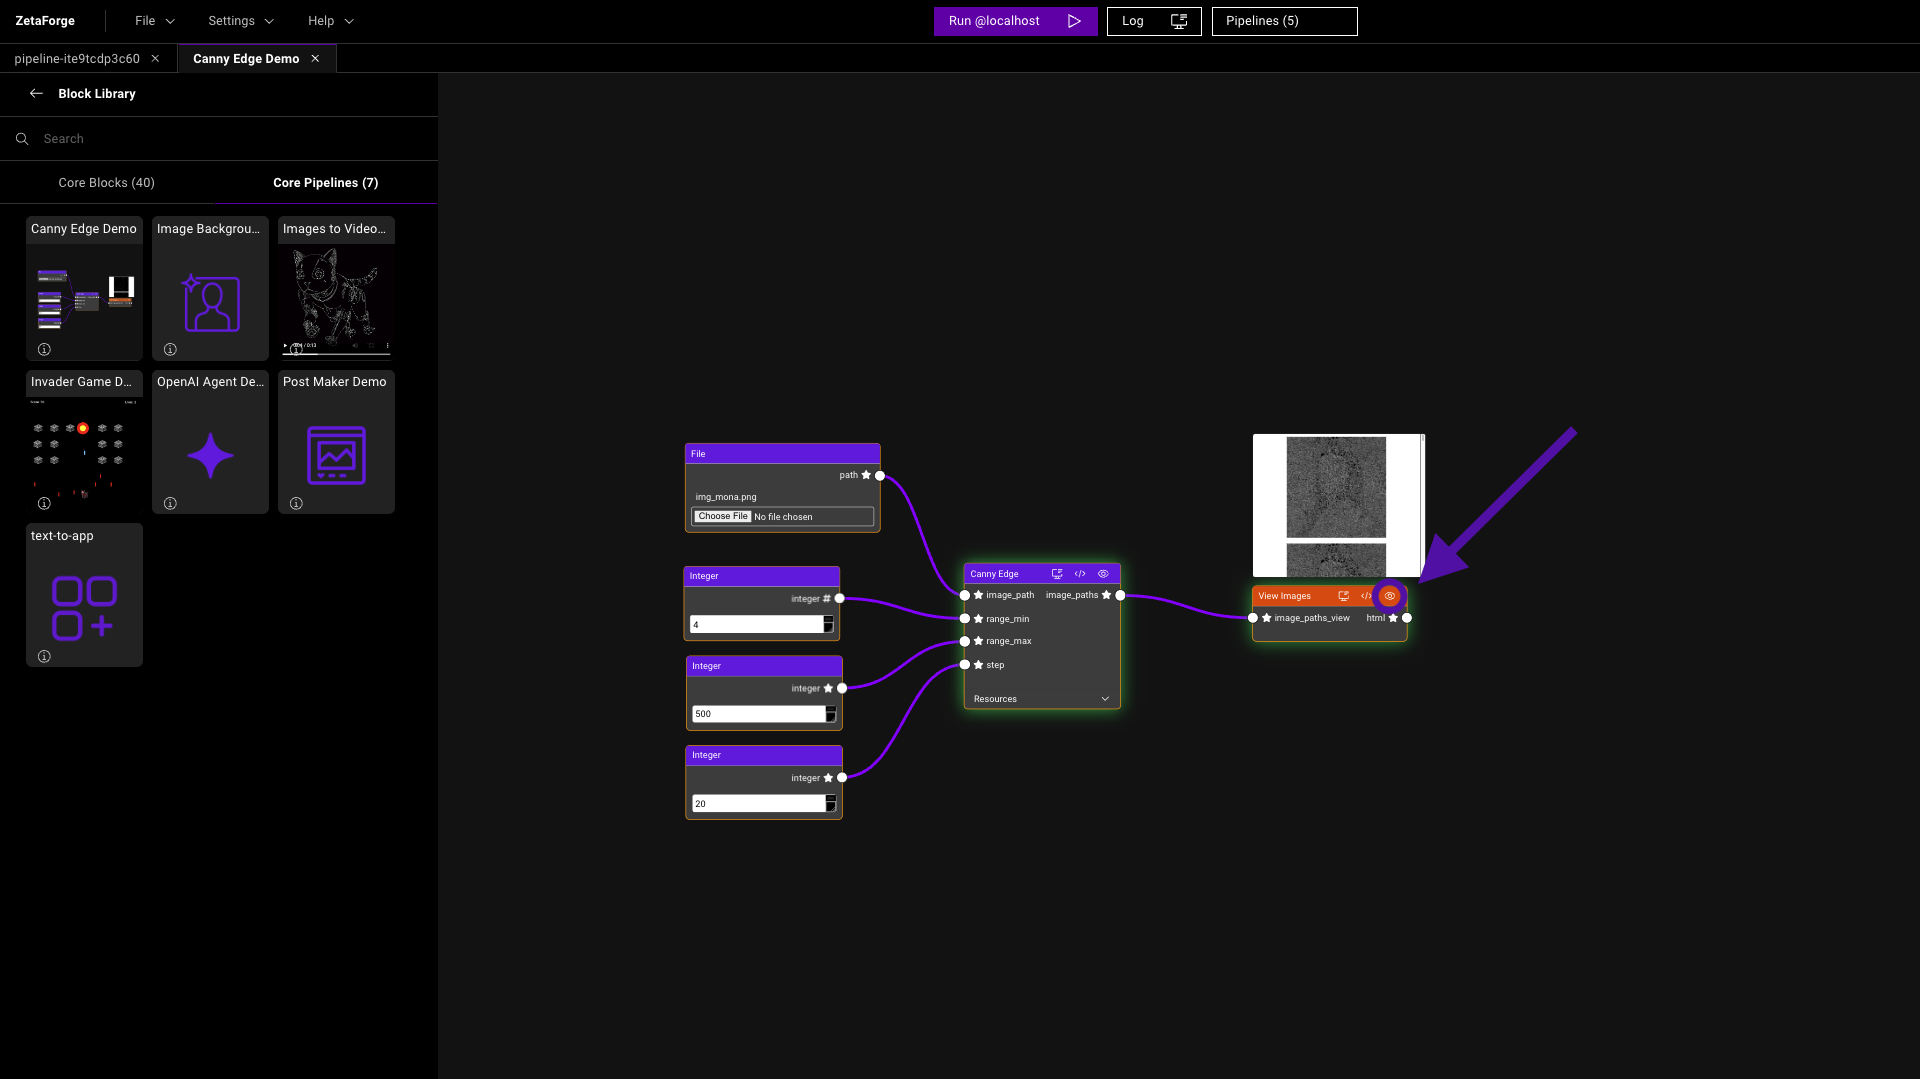 ZetaForge
File
Settings
Help
Run @localhost
Log
Pipelines (5)
pipeline-ite9tcdp3c60
Canny Edge Demo
Block Library
Search
Core Blocks (40)
Core Pipelines (7)
Canny Edge Demo
Image Backgrou...
Images to Video...
Invader Game D...
OpenAI Agent De...
Post Maker Demo
text-to-app
File
path
img_mona.png
Choose File No file chosen
Integer
integer #
4
Integer
integer
500
Integer
integer
20
Canny Edge </>
image_path image_paths
range_min
range_max
step
Resources
View Images </>
image_paths_view html